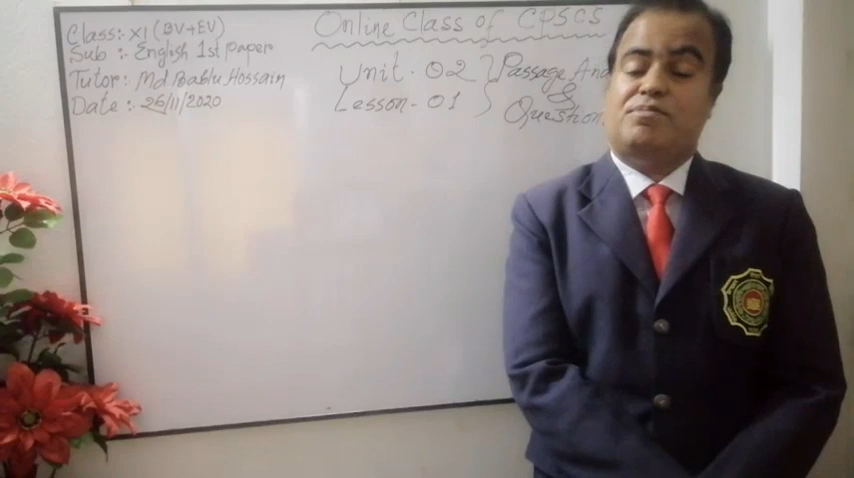 Online Class of CPSCS
Class:- XI (BV+EV)
Sub :- English 1st paper
Tutor: Md Bablu Hossain
Date :- 26/11/2020
Unit - 02 } Passage And
Lesson - 01 } &
Question